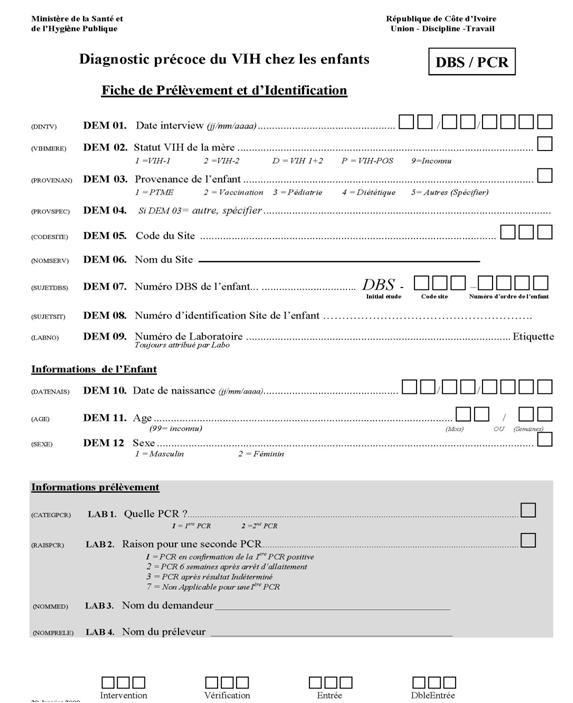 Ministère de la Santé et
de l'Hygiène Publique
République de Côte d'Ivoire
Union - Discipline -Travail
Diagnostic précoce du VIH chez les enfants
DBS / PCR
Fiche de Prélèvement et d'Identification
(DINTV) DEM 01. Date interview (jj/mm/aaaa) / /
(VIHMERE) DEM 02. Statut VIH de la mère
1 =VIH-1 2 =VIH-2 D = VIH 1+2 P = VIH-POS 9=Inconnu
(PROVENAN) DEM 03. Provenance de l'enfant
1 = PTME 2 = Vaccination 3 = Pédiatrie 4 = Diététique 5= Autres (Spécifier)
(PROVSPEC) DEM 04. Si DEM 03= autre, spécifier
(CODESITE) DEM 05. Code du Site
(NOMSERV) DEM 06. Nom du Site
(SUJETDBS) DEM 07. Numéro DBS de l'enfant... DBS - –
Initial étude Code site Numéro d'ordre de l'enfant
(SUJETSIT) DEM 08. Numéro d'identification Site de l'enfant
(LABNO) DEM 09. Numéro de Laboratoire Etiquette
Toujours attribué par Labo
Informations de l'Enfant
(DATENAIS) DEM 10. Date de naissance (jj/mm/aaaa) / /
(AGE) DEM 11. Age /
(99= inconnu) (Mois) OU (Semaines)
(SEXE) DEM 12 Sexe
1 = Masculin 2 = Féminin
Informations prélèvement
(CATEGPCR) LAB 1. Quelle PCR ?
1 = 1ere PCR 2 =2nd PCR
(RAISPCR) LAB 2. Raison pour une seconde PCR
1 = PCR en confirmation de la 1ere PCR positive
2 = PCR 6 semaines après arrêt d'allaitement
3 = PCR après résultat Indéterminé
7 = Non Applicable pour une1ere PCR
(NOMMED) LAB 3. Nom du demandeur
(NOMPRELE) LAB 4. Nom du préleveur
Intervention Vérification Entrée DbleEntrée